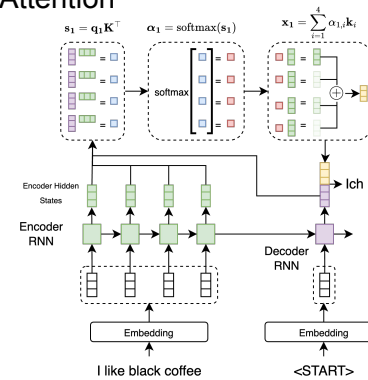 Attention
s₁ = q₁K^⊤
α₁ = softmax(s₁)
x₁ = ∑_{i=1}^{4} α_{1,i}k_i
=
=
=
=
softmax
=
=
=
=
+
Encoder Hidden
States
Ich
Encoder
RNN
Decoder
RNN
Embedding
Embedding
I like black coffee
<START>